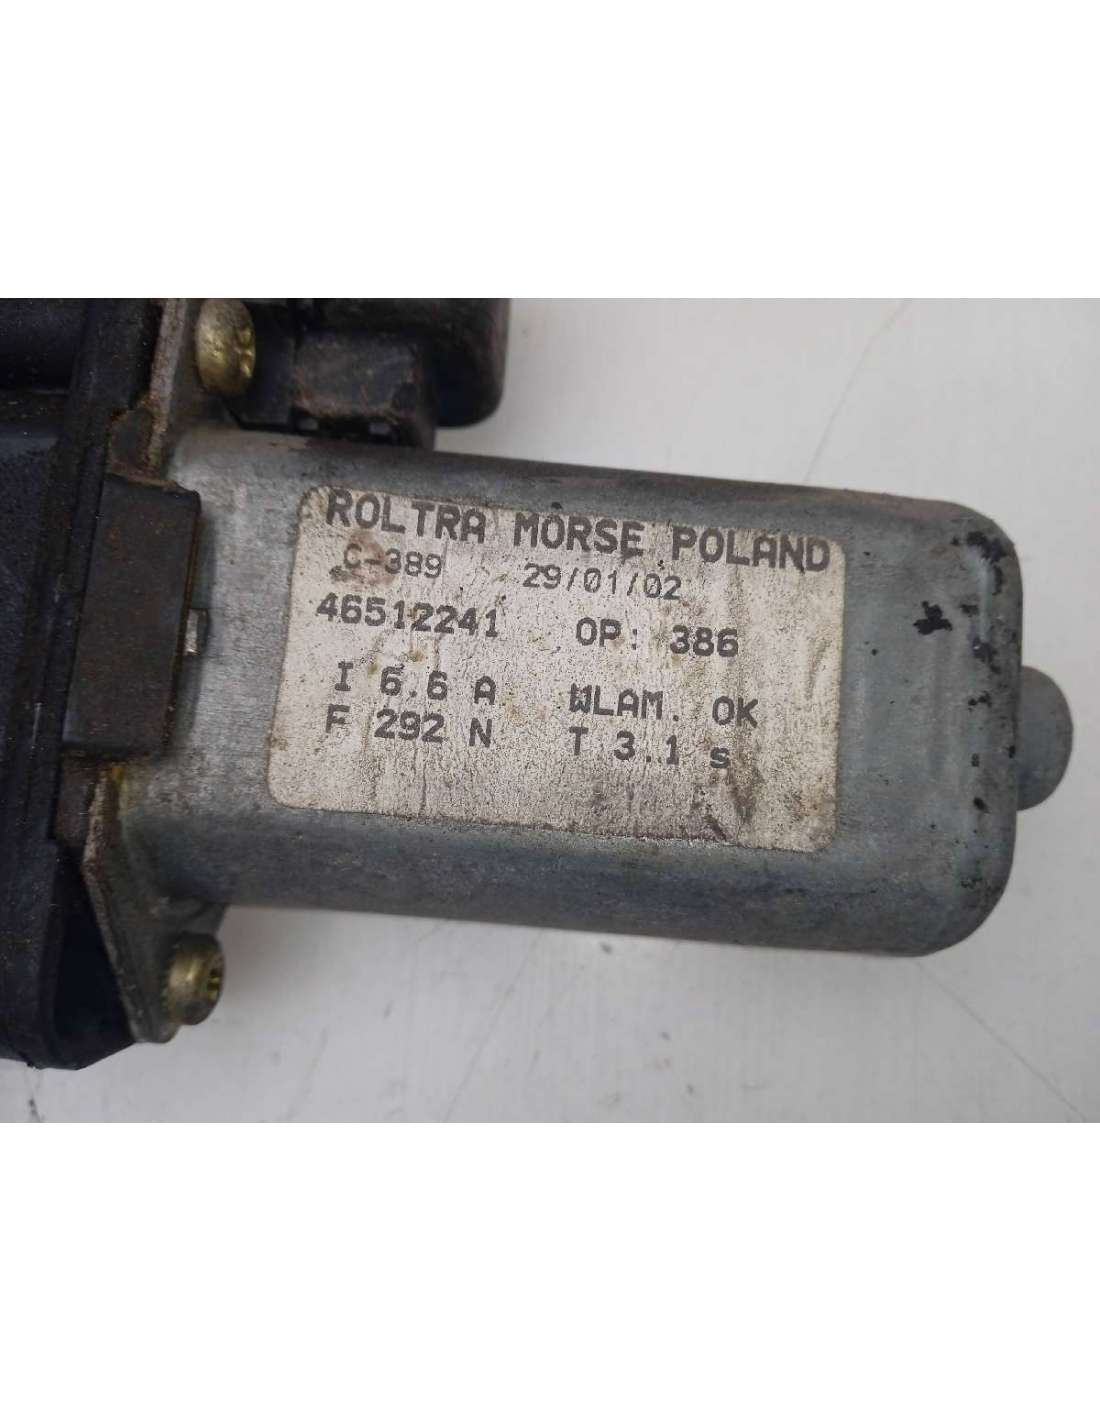 ROLTRA MORSE POLAND
C-389 29/01/02
46512241 OP: 386
I 6.6 A WLAM. OK
F 292 N T 3.1 s